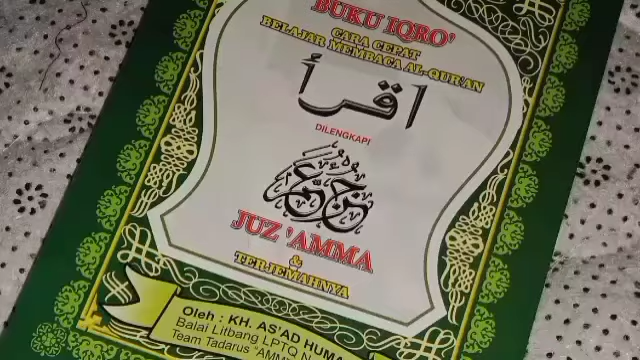 BUKU IQRO'
CARA CEPAT
BELAJAR MEMBACA AL-QUR'AN
اقرأ
DILENGKAPI
جزء عم
JUZ 'AMMA
&
TERJEMAHNYA
Oleh : KH. AS'AD HUMA
Balai Litbang LPTQ N
Team Tadarus "AMM